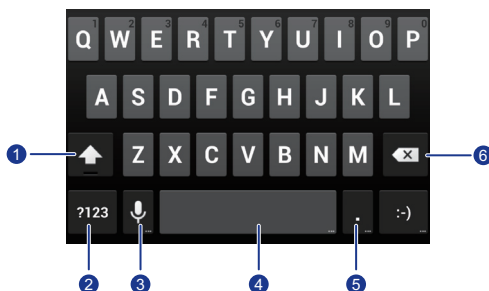 1 2 3 4 5 6 7 8 9 0
Q W E R T Y U I O P
A S D F G H J K L
1 Z X C V B N M 6
?123 ... ... . ... :-) ...
2 3 4 5